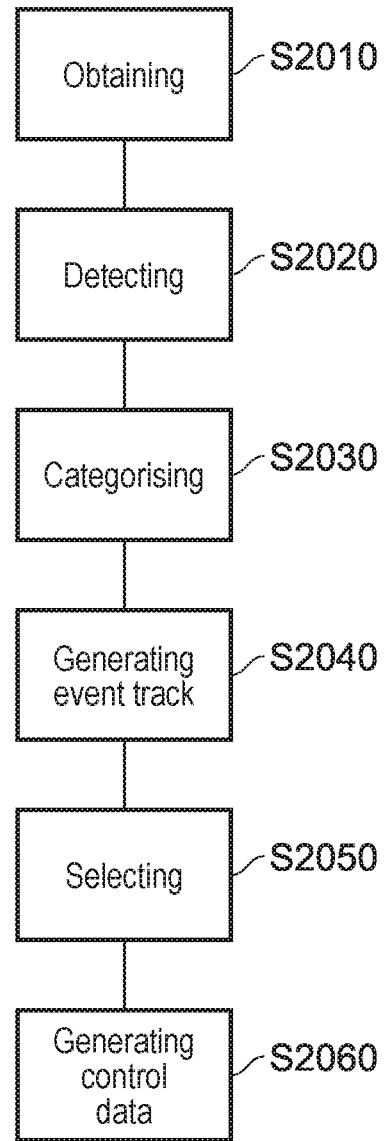 Obtaining
S2010
Detecting
S2020
Categorising
S2030
Generating
event track
S2040
Selecting
S2050
Generating
control
data
S2060